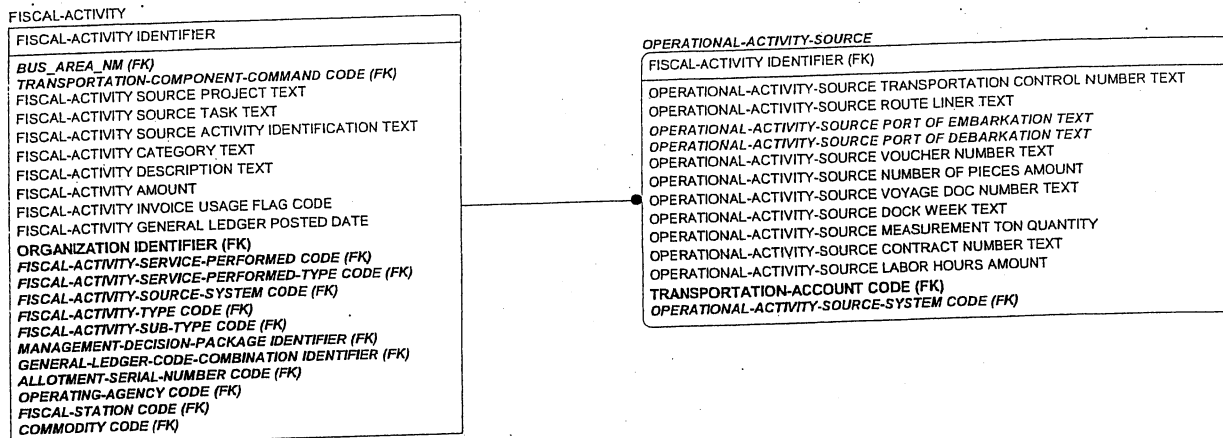 FISCAL-ACTIVITY
FISCAL-ACTIVITY IDENTIFIER
BUS_AREA_NM (FK)
TRANSPORTATION-COMPONENT-COMMAND CODE (FK)
FISCAL-ACTIVITY SOURCE PROJECT TEXT
FISCAL-ACTIVITY SOURCE TASK TEXT
FISCAL-ACTIVITY SOURCE ACTIVITY IDENTIFICATION TEXT
FISCAL-ACTIVITY CATEGORY TEXT
FISCAL-ACTIVITY DESCRIPTION TEXT
FISCAL-ACTIVITY AMOUNT
FISCAL-ACTIVITY INVOICE USAGE FLAG CODE
FISCAL-ACTIVITY GENERAL LEDGER POSTED DATE
ORGANIZATION IDENTIFIER (FK)
FISCAL-ACTIVITY-SERVICE-PERFORMED CODE (FK)
FISCAL-ACTIVITY-SERVICE-PERFORMED-TYPE CODE (FK)
FISCAL-ACTIVITY-SOURCE-SYSTEM CODE (FK)
FISCAL-ACTIVITY-TYPE CODE (FK)
FISCAL-ACTIVITY-SUB-TYPE CODE (FK)
MANAGEMENT-DECISION-PACKAGE IDENTIFIER (FK)
GENERAL-LEDGER-CODE-COMBINATION IDENTIFIER (FK)
ALLOTMENT-SERIAL-NUMBER CODE (FK)
OPERATING-AGENCY CODE (FK)
FISCAL-STATION CODE (FK)
COMMODITY CODE (FK)
OPERATIONAL-ACTIVITY-SOURCE
FISCAL-ACTIVITY IDENTIFIER (FK)
OPERATIONAL-ACTIVITY-SOURCE TRANSPORTATION CONTROL NUMBER TEXT
OPERATIONAL-ACTIVITY-SOURCE ROUTE LINER TEXT
OPERATIONAL-ACTIVITY-SOURCE PORT OF EMBARKATION TEXT
OPERATIONAL-ACTIVITY-SOURCE PORT OF DEBARKATION TEXT
OPERATIONAL-ACTIVITY-SOURCE VOUCHER NUMBER TEXT
OPERATIONAL-ACTIVITY-SOURCE NUMBER OF PIECES AMOUNT
OPERATIONAL-ACTIVITY-SOURCE VOYAGE DOC NUMBER TEXT
OPERATIONAL-ACTIVITY-SOURCE DOCK WEEK TEXT
OPERATIONAL-ACTIVITY-SOURCE MEASUREMENT TON QUANTITY
OPERATIONAL-ACTIVITY-SOURCE CONTRACT NUMBER TEXT
OPERATIONAL-ACTIVITY-SOURCE LABOR HOURS AMOUNT
TRANSPORTATION-ACCOUNT CODE (FK)
OPERATIONAL-ACTIVITY-SOURCE-SYSTEM CODE (FK)